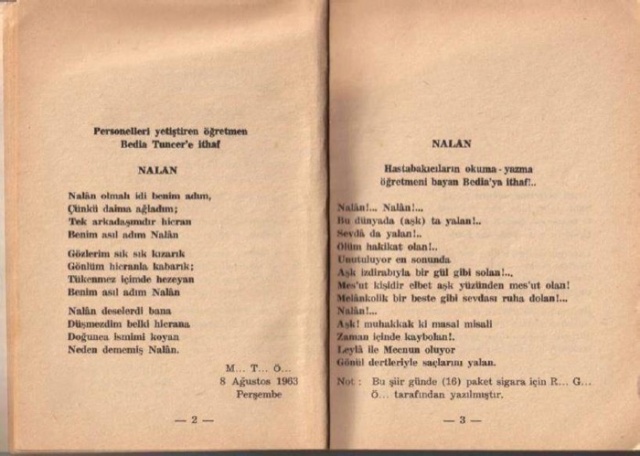 Personelleri yetiştiren öğretmen
Bedia Tuncer'e ithaf
NALÂN
Nalân olmalı idi benim adım,
Çünkü daima ağladım;
Tek arkadaşımdır hicran
Benim asıl adım Nalân
Gözlerim sık sık kızarık
Gönlüm hicranla kabarık;
Tükenmez içimde hezeyan
Benim asıl adım Nalân
Nalân deselerdi bana
Düşmezdim belki hicrana
Doğunca ismimi koyan
Neden dememiş Nalân.
M... T... Ö...
8 Ağustos 1963
Perşembe
— 2 —
NALÂN
Hastabakıcıların okuma - yazma
öğretmeni bayan Bedia'ya ithaf!..
Nalân!... Nalân!...
Bu dünyada (aşk) ta yalan!..
Sevdâ da yalan!..
Ölüm hakikat olan!..
Unutuluyor en sonunda
Aşk izdirabıyla bir gül gibi solan!..,
Mes'ut kişidir elbet aşk yüzünden mes'ut olan!
Melânkolik bir beste gibi sevdası ruha dolan!...
Nalân!...
Aşk! muhakkak ki masal misali
Zaman içinde kaybolan!.
Leylâ ile Mecnun oluyor
Gönül dertleriyle saçlarını yalan.
Not : Bu şiir günde (16) paket sigara için R... G...
Ö... tarafından yazılmıştır.
— 3 —